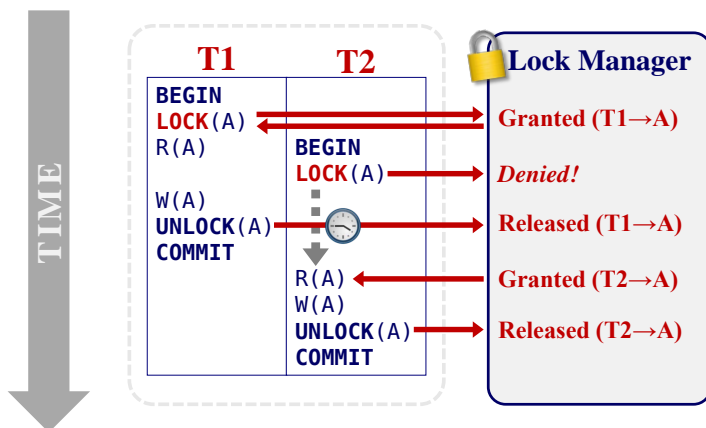 TIME
T1
BEGIN
LOCK(A)
R(A)
W(A)
UNLOCK(A)
COMMIT
T2
BEGIN
LOCK(A)
R(A)
W(A)
UNLOCK(A)
COMMIT
Lock Manager
Granted (T1→A)
Denied!
Released (T1→A)
Granted (T2→A)
Released (T2→A)